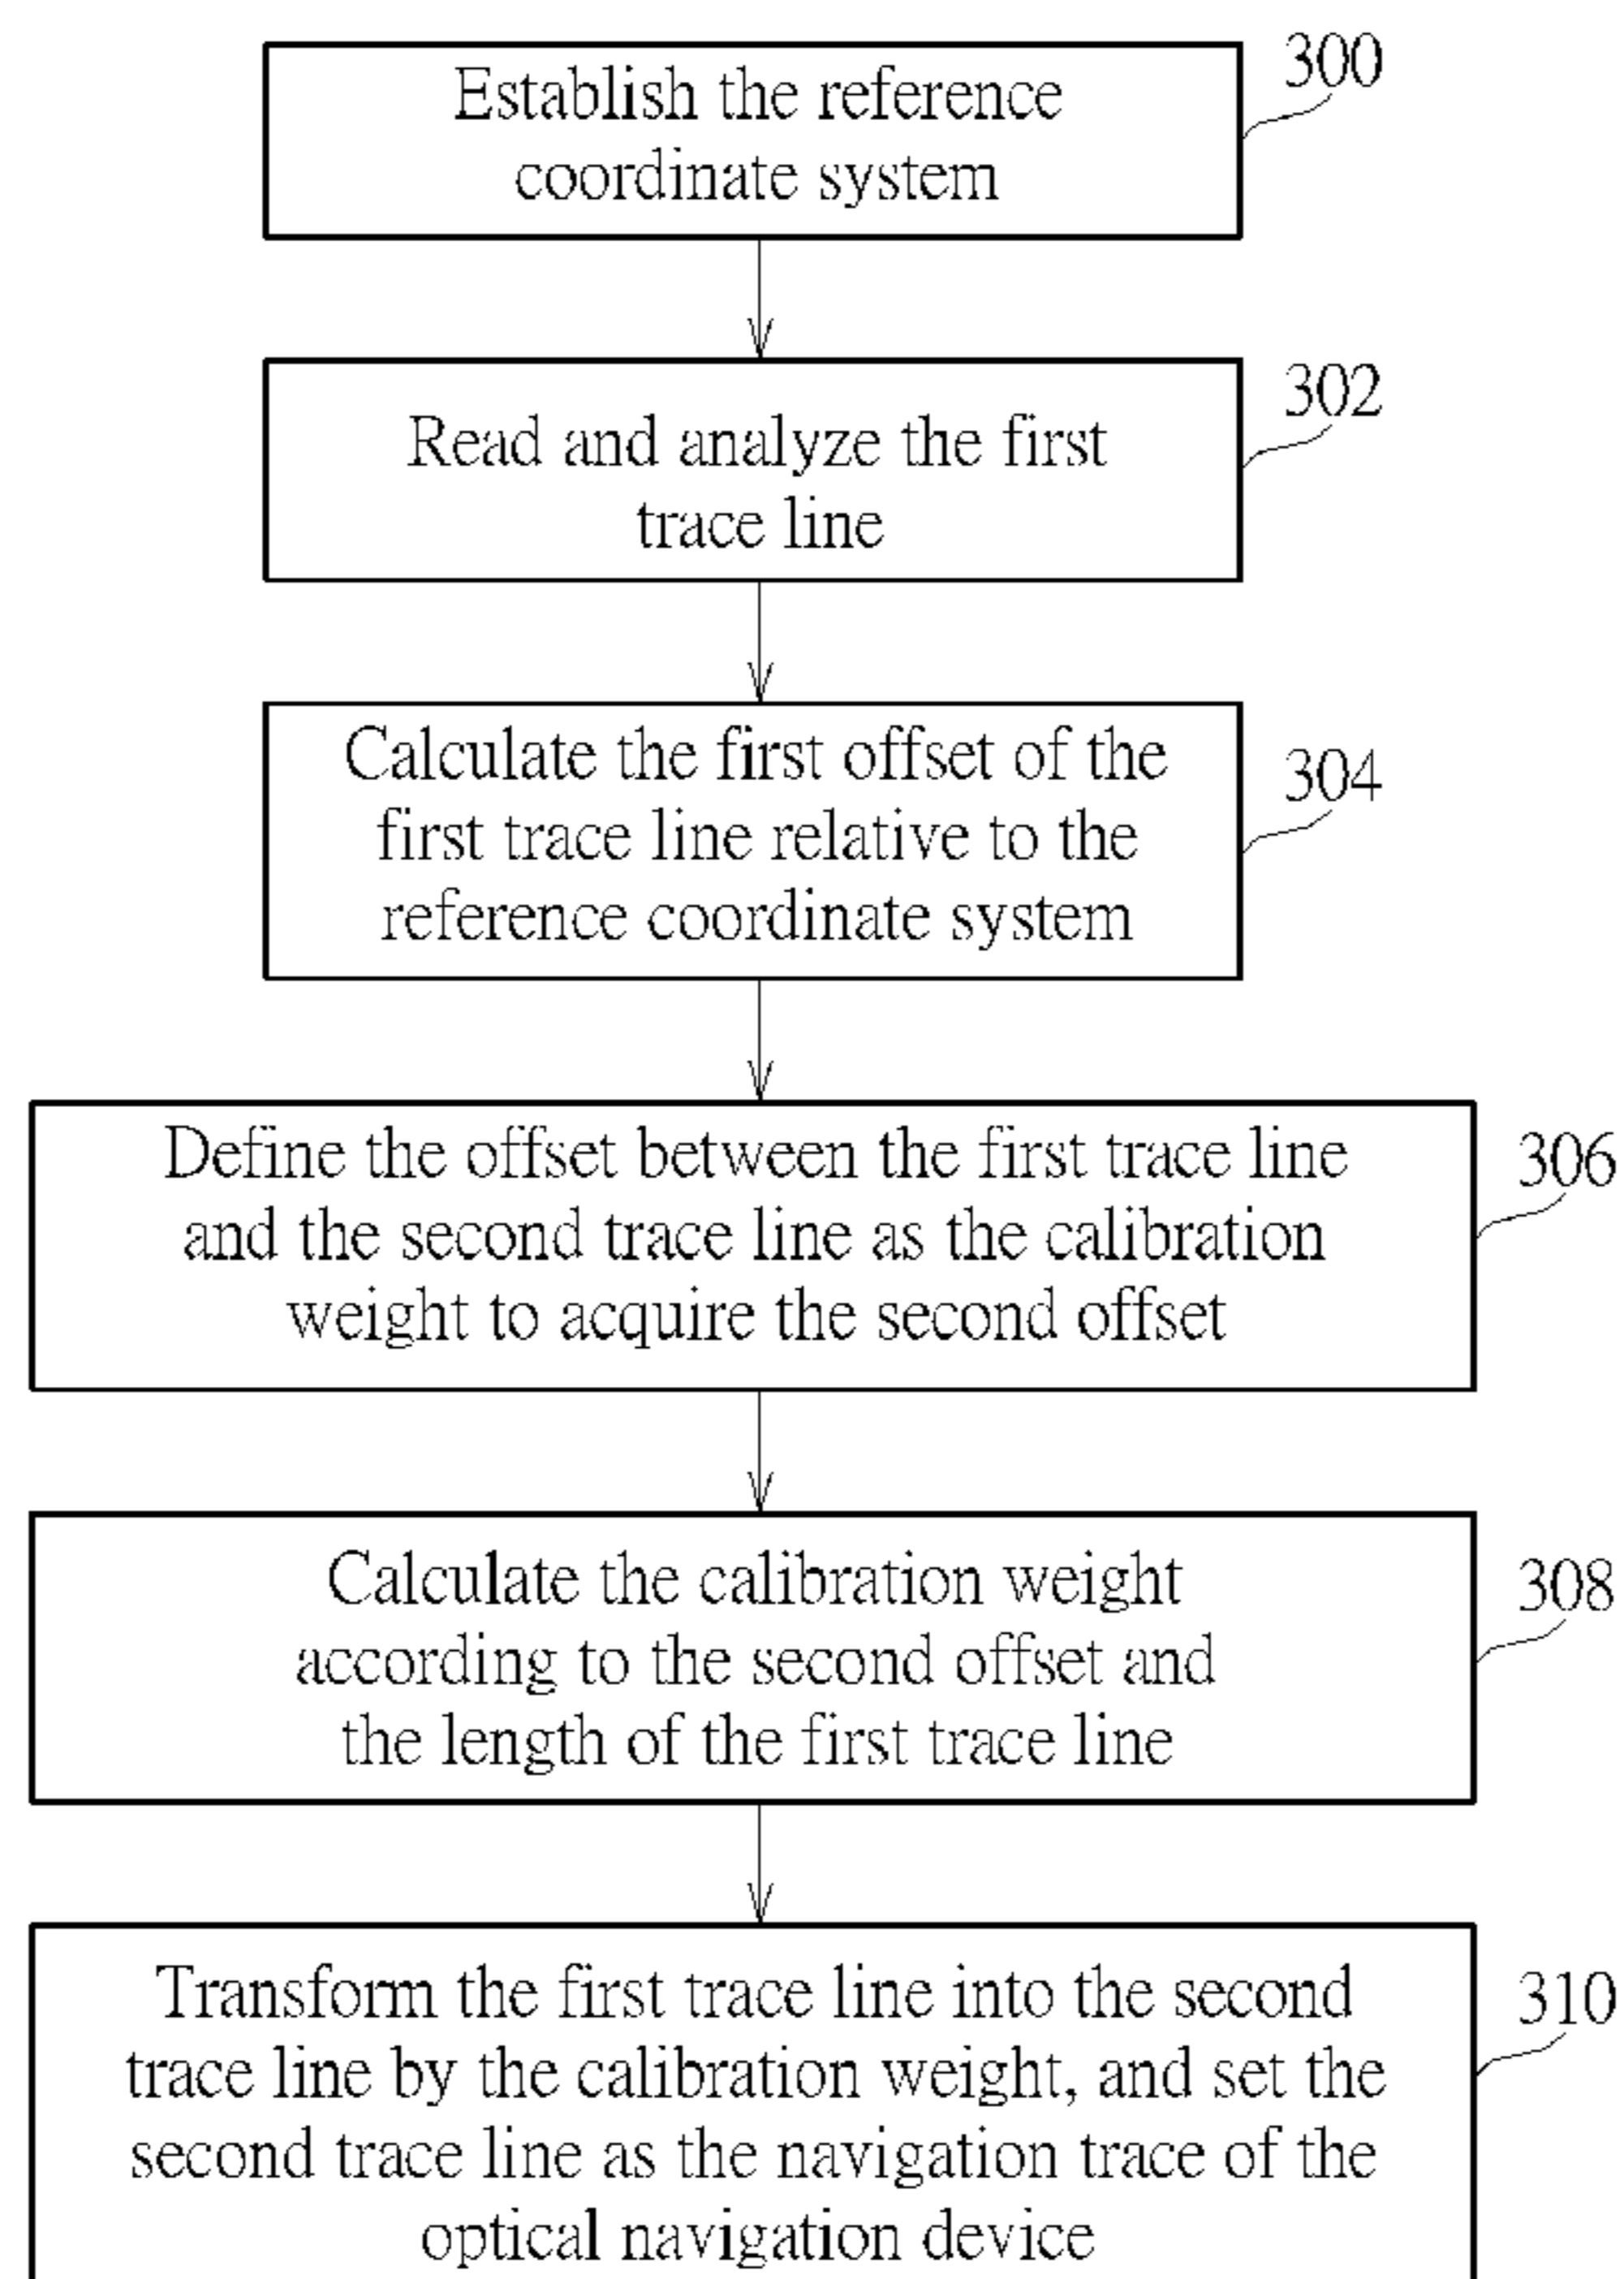 Establish the reference
coordinate system
300
Read and analyze the first
trace line
302
Calculate the first offset of the
first trace line relative to the
reference coordinate system
304
Define the offset between the first trace line
and the second trace line as the calibration
weight to acquire the second offset
306
Calculate the calibration weight
according to the second offset and
the length of the first trace line
308
Transform the first trace line into the second
trace line by the calibration weight, and set the
second trace line as the navigation trace of the
optical navigation device
310